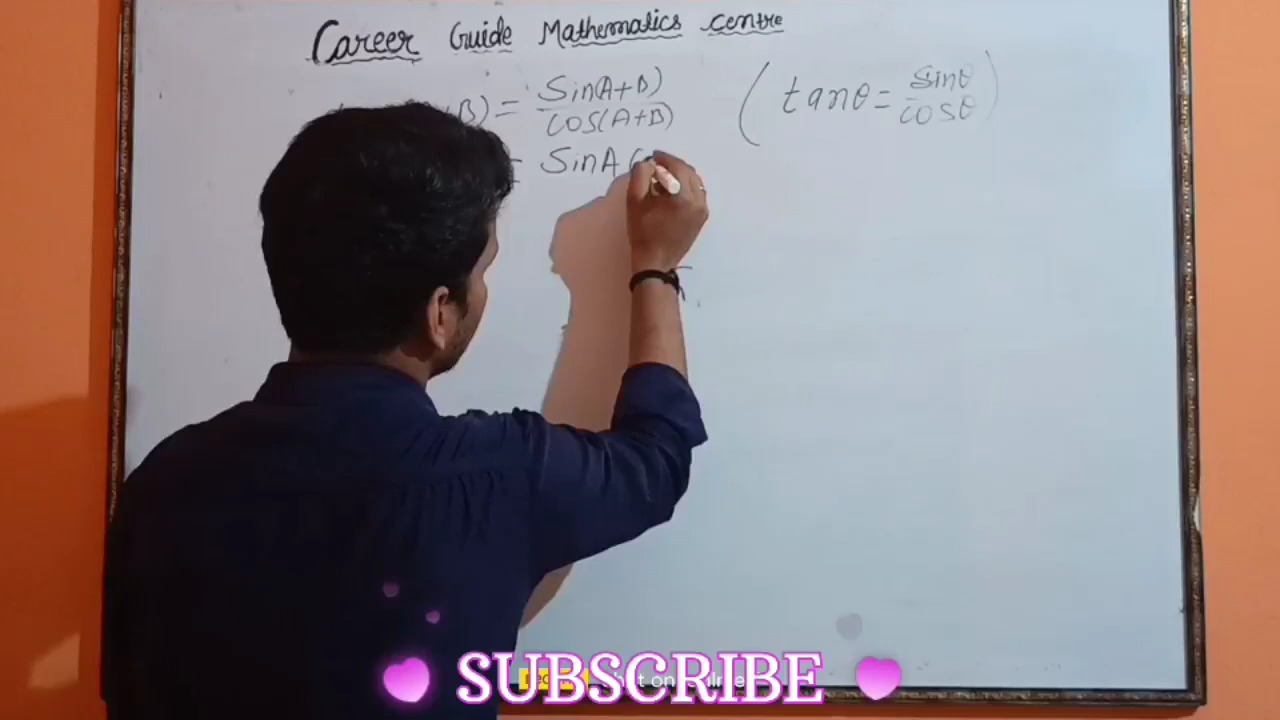 Career Guide Mathematics centre
B) = Sin(A+B) / cos(A+B) (tanθ = sinθ / cosθ)
= SinA
SUBSCRIBE